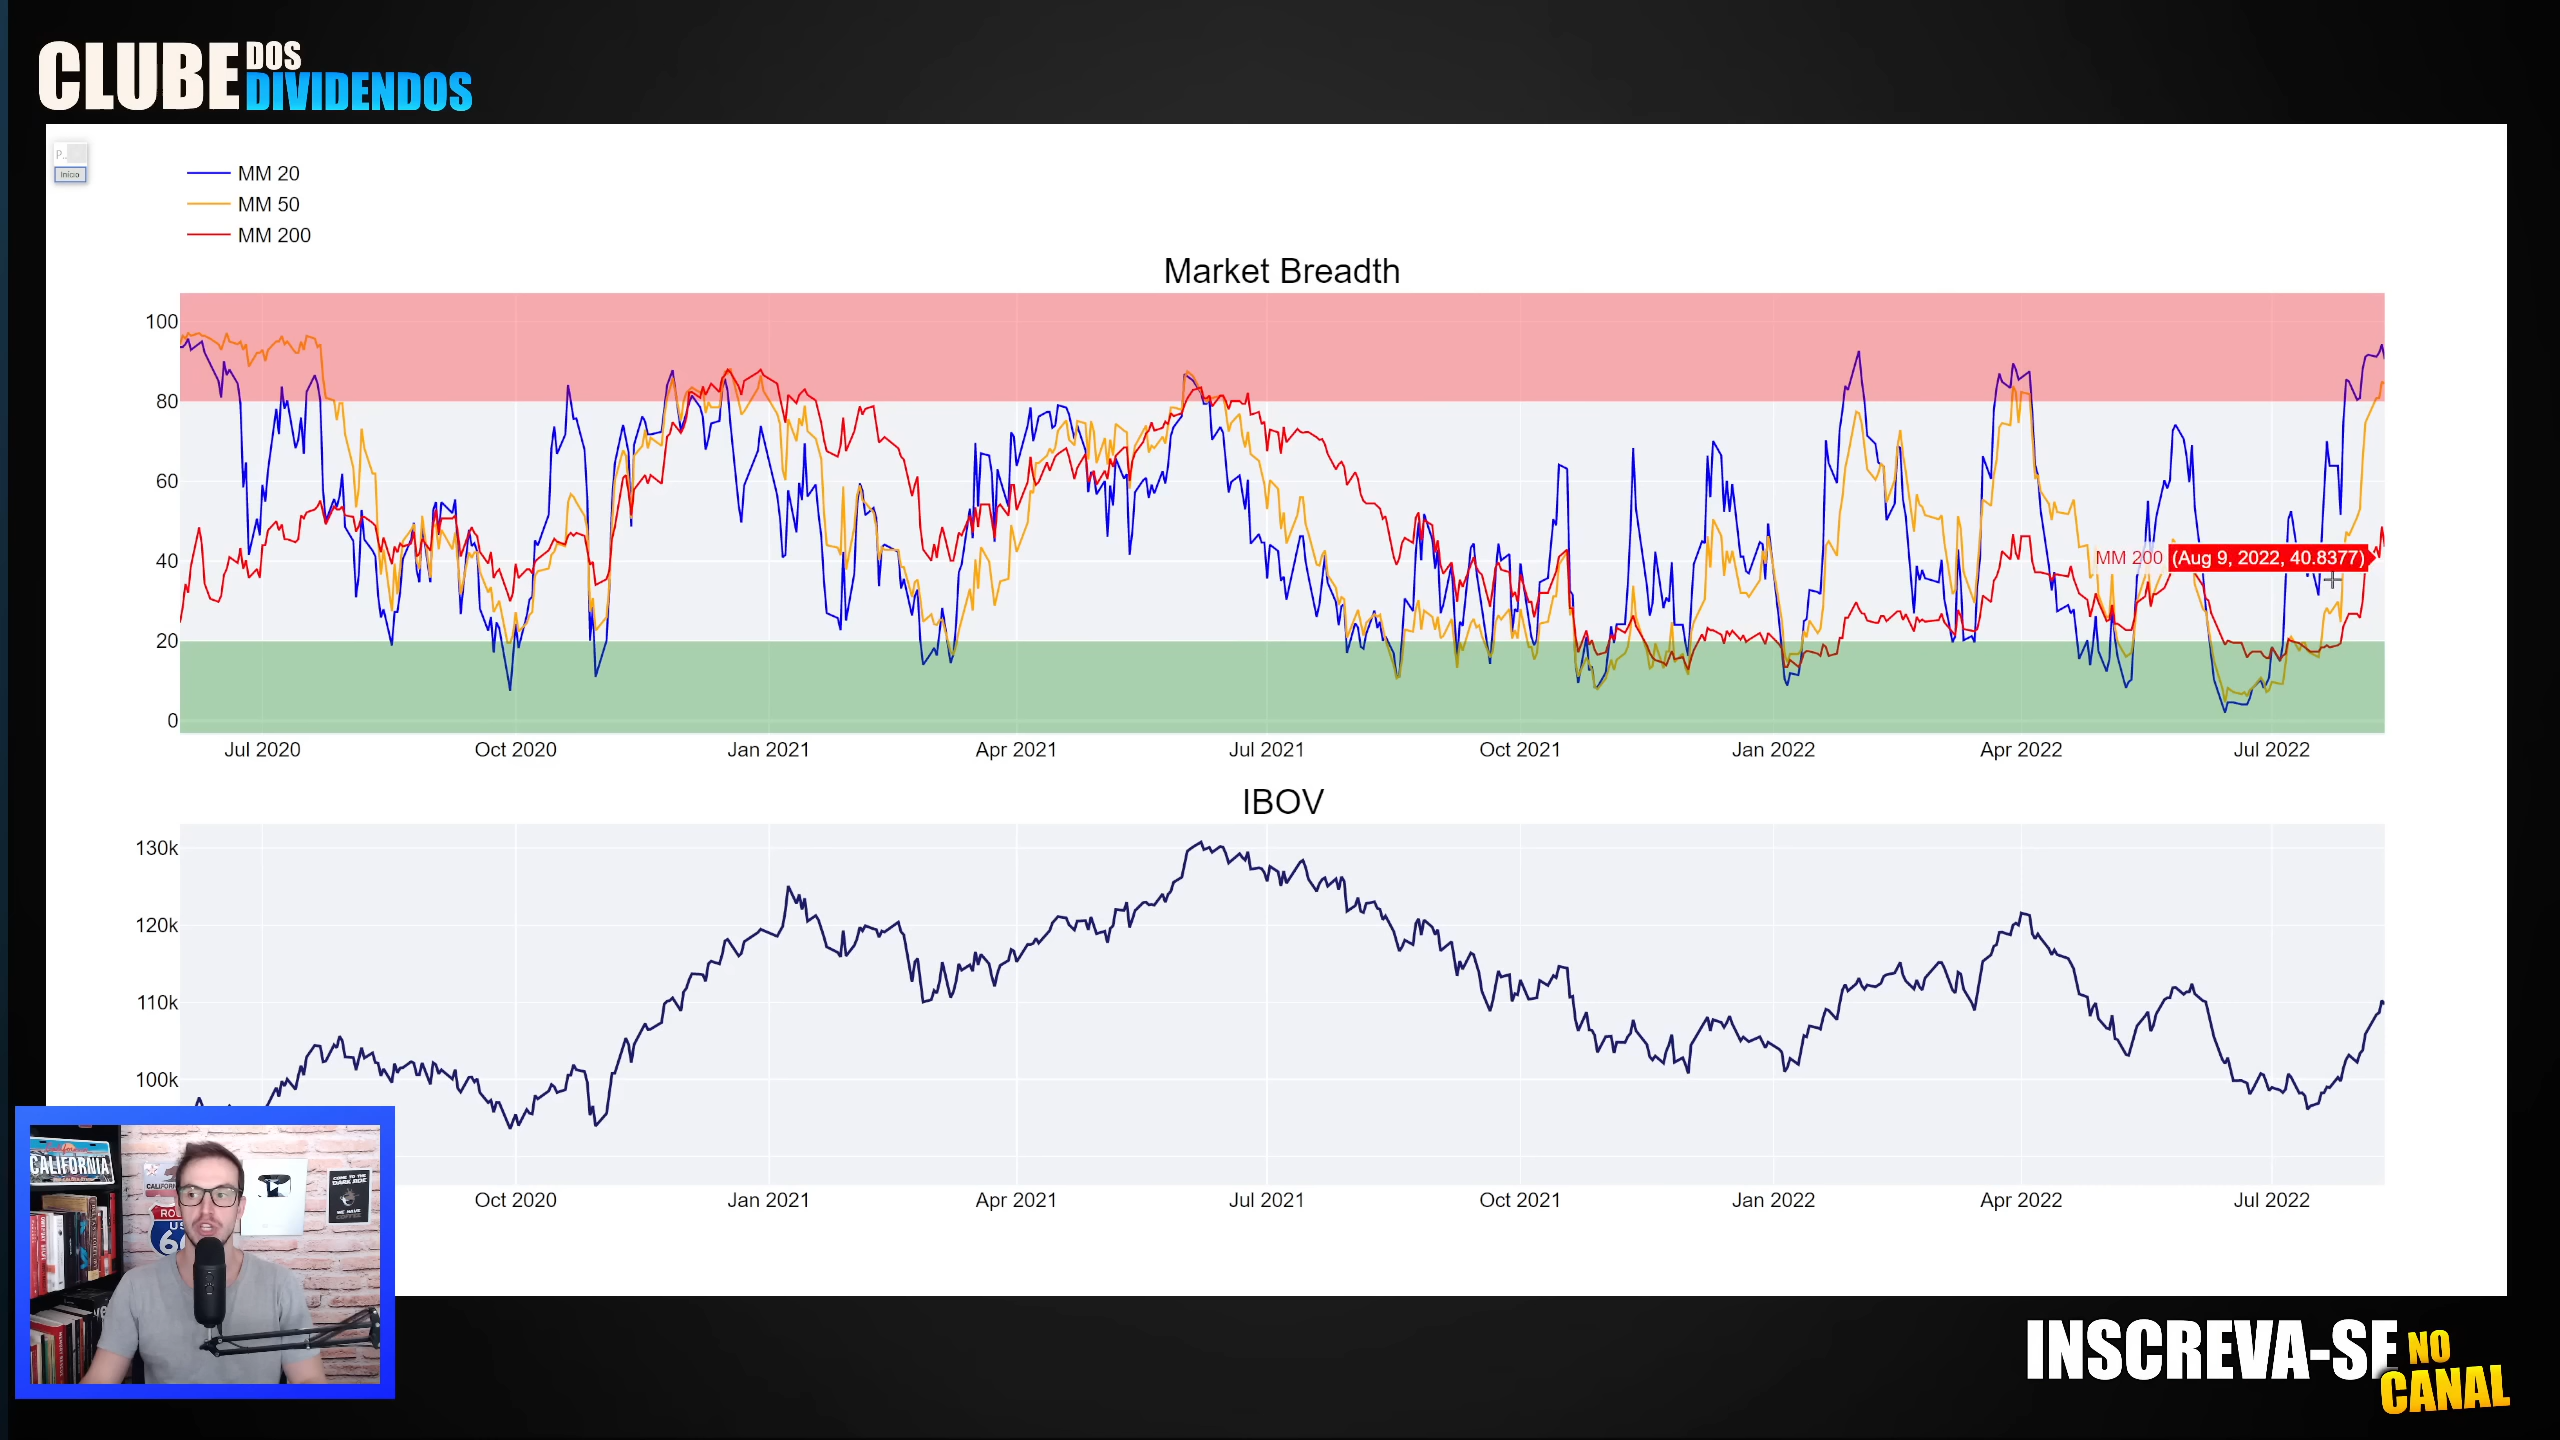 CLUBE DOS
DIVIDENDOS
P..
Início
MM 20
MM 50
MM 200
Market Breadth
100
80
60
40
20
0
MM 200 (Aug 9, 2022, 40.8377)
Jul 2020 Oct 2020 Jan 2021 Apr 2021 Jul 2021 Oct 2021 Jan 2022 Apr 2022 Jul 2022
IBOV
130k
120k
110k
100k
Oct 2020 Jan 2021 Apr 2021 Jul 2021 Oct 2021 Jan 2022 Apr 2022 Jul 2022
CALIFORNIA
INSCREVA-SE NO
CANAL